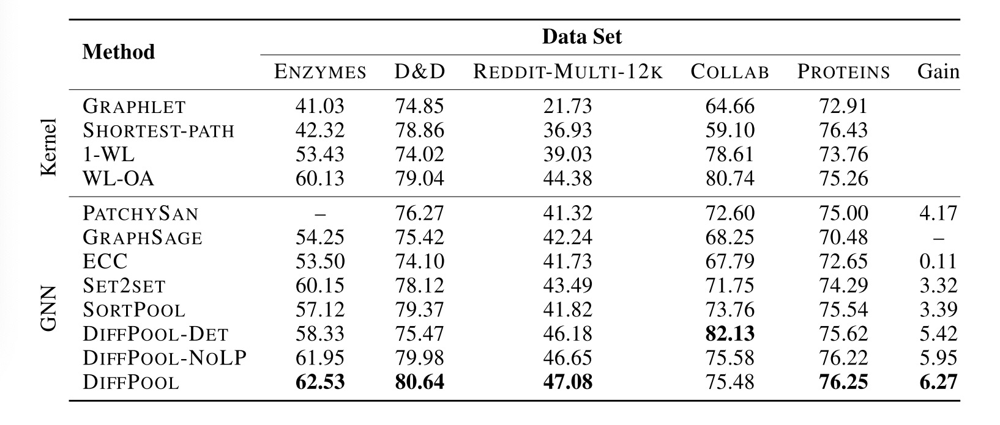 Data Set
Method
ENZYMES D&D REDDIT-MULTI-12K COLLAB PROTEINS Gain
Kernel
GRAPHLET 41.03 74.85 21.73 64.66 72.91
SHORTEST-PATH 42.32 78.86 36.93 59.10 76.43
1-WL 53.43 74.02 39.03 78.61 73.76
WL-OA 60.13 79.04 44.38 80.74 75.26
GNN
PATCHYSAN – 76.27 41.32 72.60 75.00 4.17
GRAPHSAGE 54.25 75.42 42.24 68.25 70.48 –
ECC 53.50 74.10 41.73 67.79 72.65 0.11
SET2SET 60.15 78.12 43.49 71.75 74.29 3.32
SORTPOOL 57.12 79.37 41.82 73.76 75.54 3.39
DIFFPOOL-DET 58.33 75.47 46.18 82.13 75.62 5.42
DIFFPOOL-NOLP 61.95 79.98 46.65 75.58 76.22 5.95
DIFFPOOL 62.53 80.64 47.08 75.48 76.25 6.27